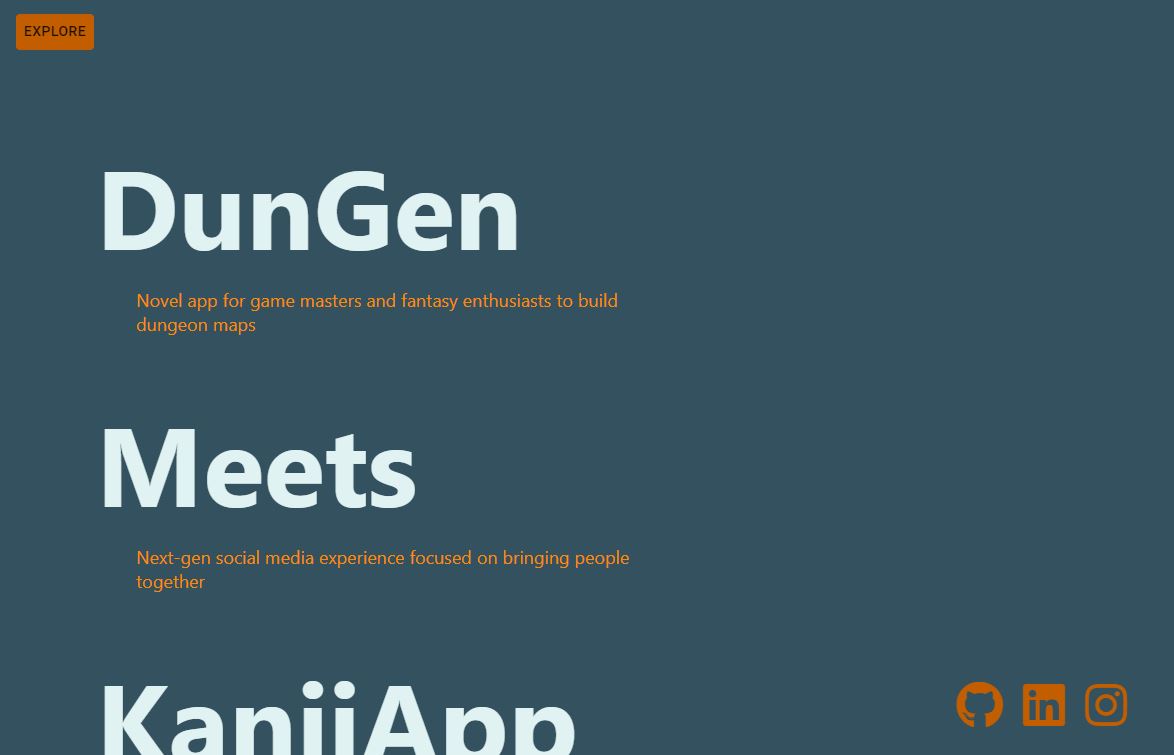 EXPLORE
DunGen
Novel app for game masters and fantasy enthusiasts to build
dungeon maps
Meets
Next-gen social media experience focused on bringing people
together
KanjiApp
in